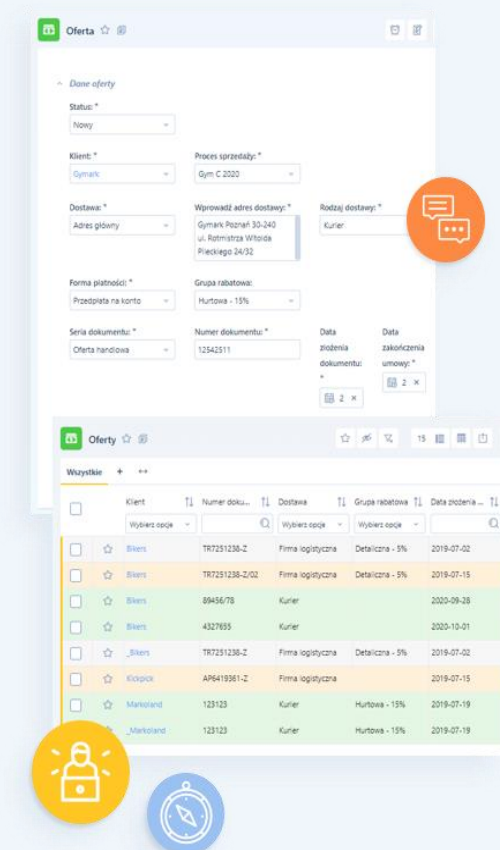 Oferta
Dane oferty
Status: *
Nowy
Klient: *
Proces sprzedaży: *
Gymark
Gym C 2020
Dostawa: *
Wprowadź adres dostawy: *
Rodzaj dostawy: *
Adres główny
Gymark Poznań 30-240
ul. Rotmistrza Witolda
Pileckiego 24/32
Kurier
Forma płatności: *
Grupa rabatowa:
Przedpłata na konto
Hurtowa - 15%
Seria dokumentu: *
Numer dokumentu: *
Data
złożenia
dokumentu:
*
Data
zakończenia
umowy: *
Oferta handlowa
12542511
2 ×
2 ×
Oferty
15
Wszystkie + ↔
Klient Numer doku... Dostawa Grupa rabatowa Data złożenia ...
Wybierz opcje Wybierz opcje Wybierz opcje
Bikers TR7251238-Z Firma logistyczna Detaliczna - 5% 2019-07-02
Bikers TR7251238-Z/02 Firma logistyczna Detaliczna - 5% 2019-07-15
Bikers 89456/78 Kurier 2020-09-28
Bikers 4327655 Kurier 2020-10-01
_Bikers TR7251238-Z Firma logistyczna Detaliczna - 5% 2019-07-02
Kickpick AP6419361-Z Firma logistyczna 2019-07-15
Markoland 123123 Kurier Hurtowa - 15% 2019-07-19
_Markoland 123123 Kurier Hurtowa - 15% 2019-07-19